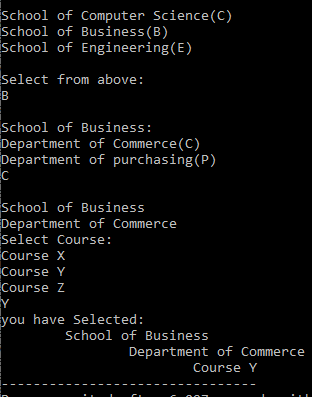 School of Computer Science(C)
School of Business(B)
School of Engineering(E)
Select from above:
B
School of Business:
Department of Commerce(C)
Department of purchasing(P)
C
School of Business
Department of Commerce
Select Course:
Course X
Course Y
Course Z
Y
you have Selected:
School of Business
Department of Commerce
Course Y
--------------------------------